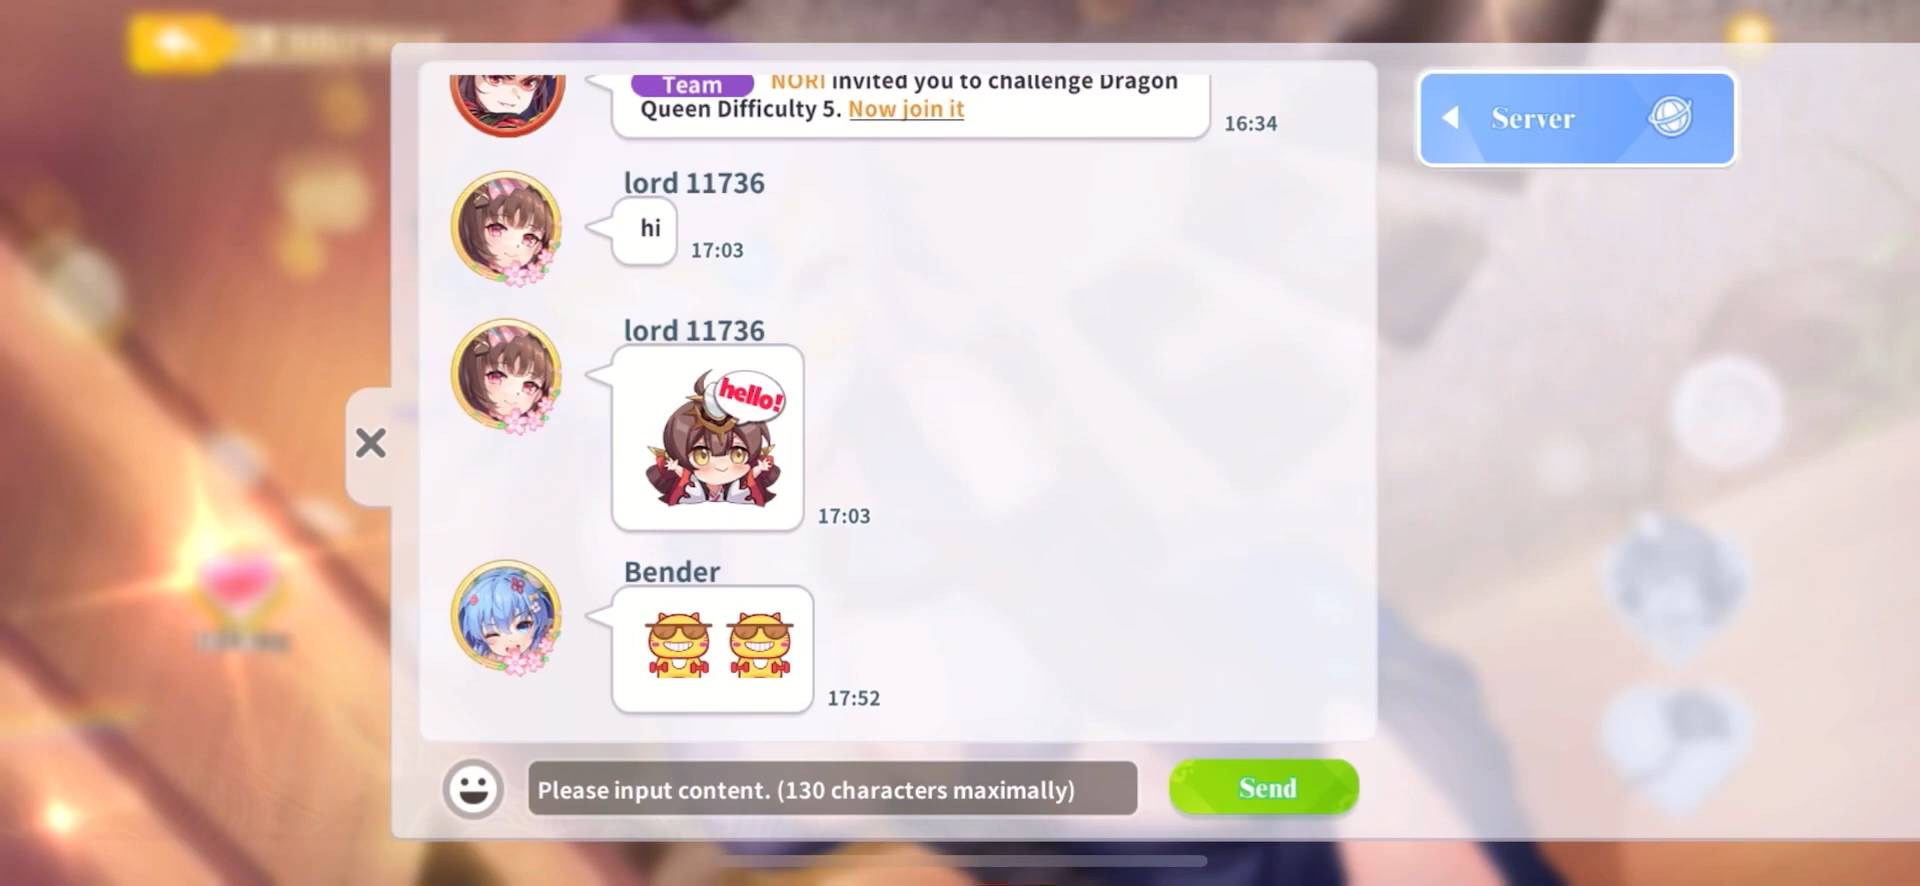 Team NORI invited you to challenge Dragon
Queen Difficulty 5. Now join it
16:34
Server
lord 11736
hi
17:03
lord 11736
hello!
17:03
Bender
17:52
Please input content. (130 characters maximally)
Send